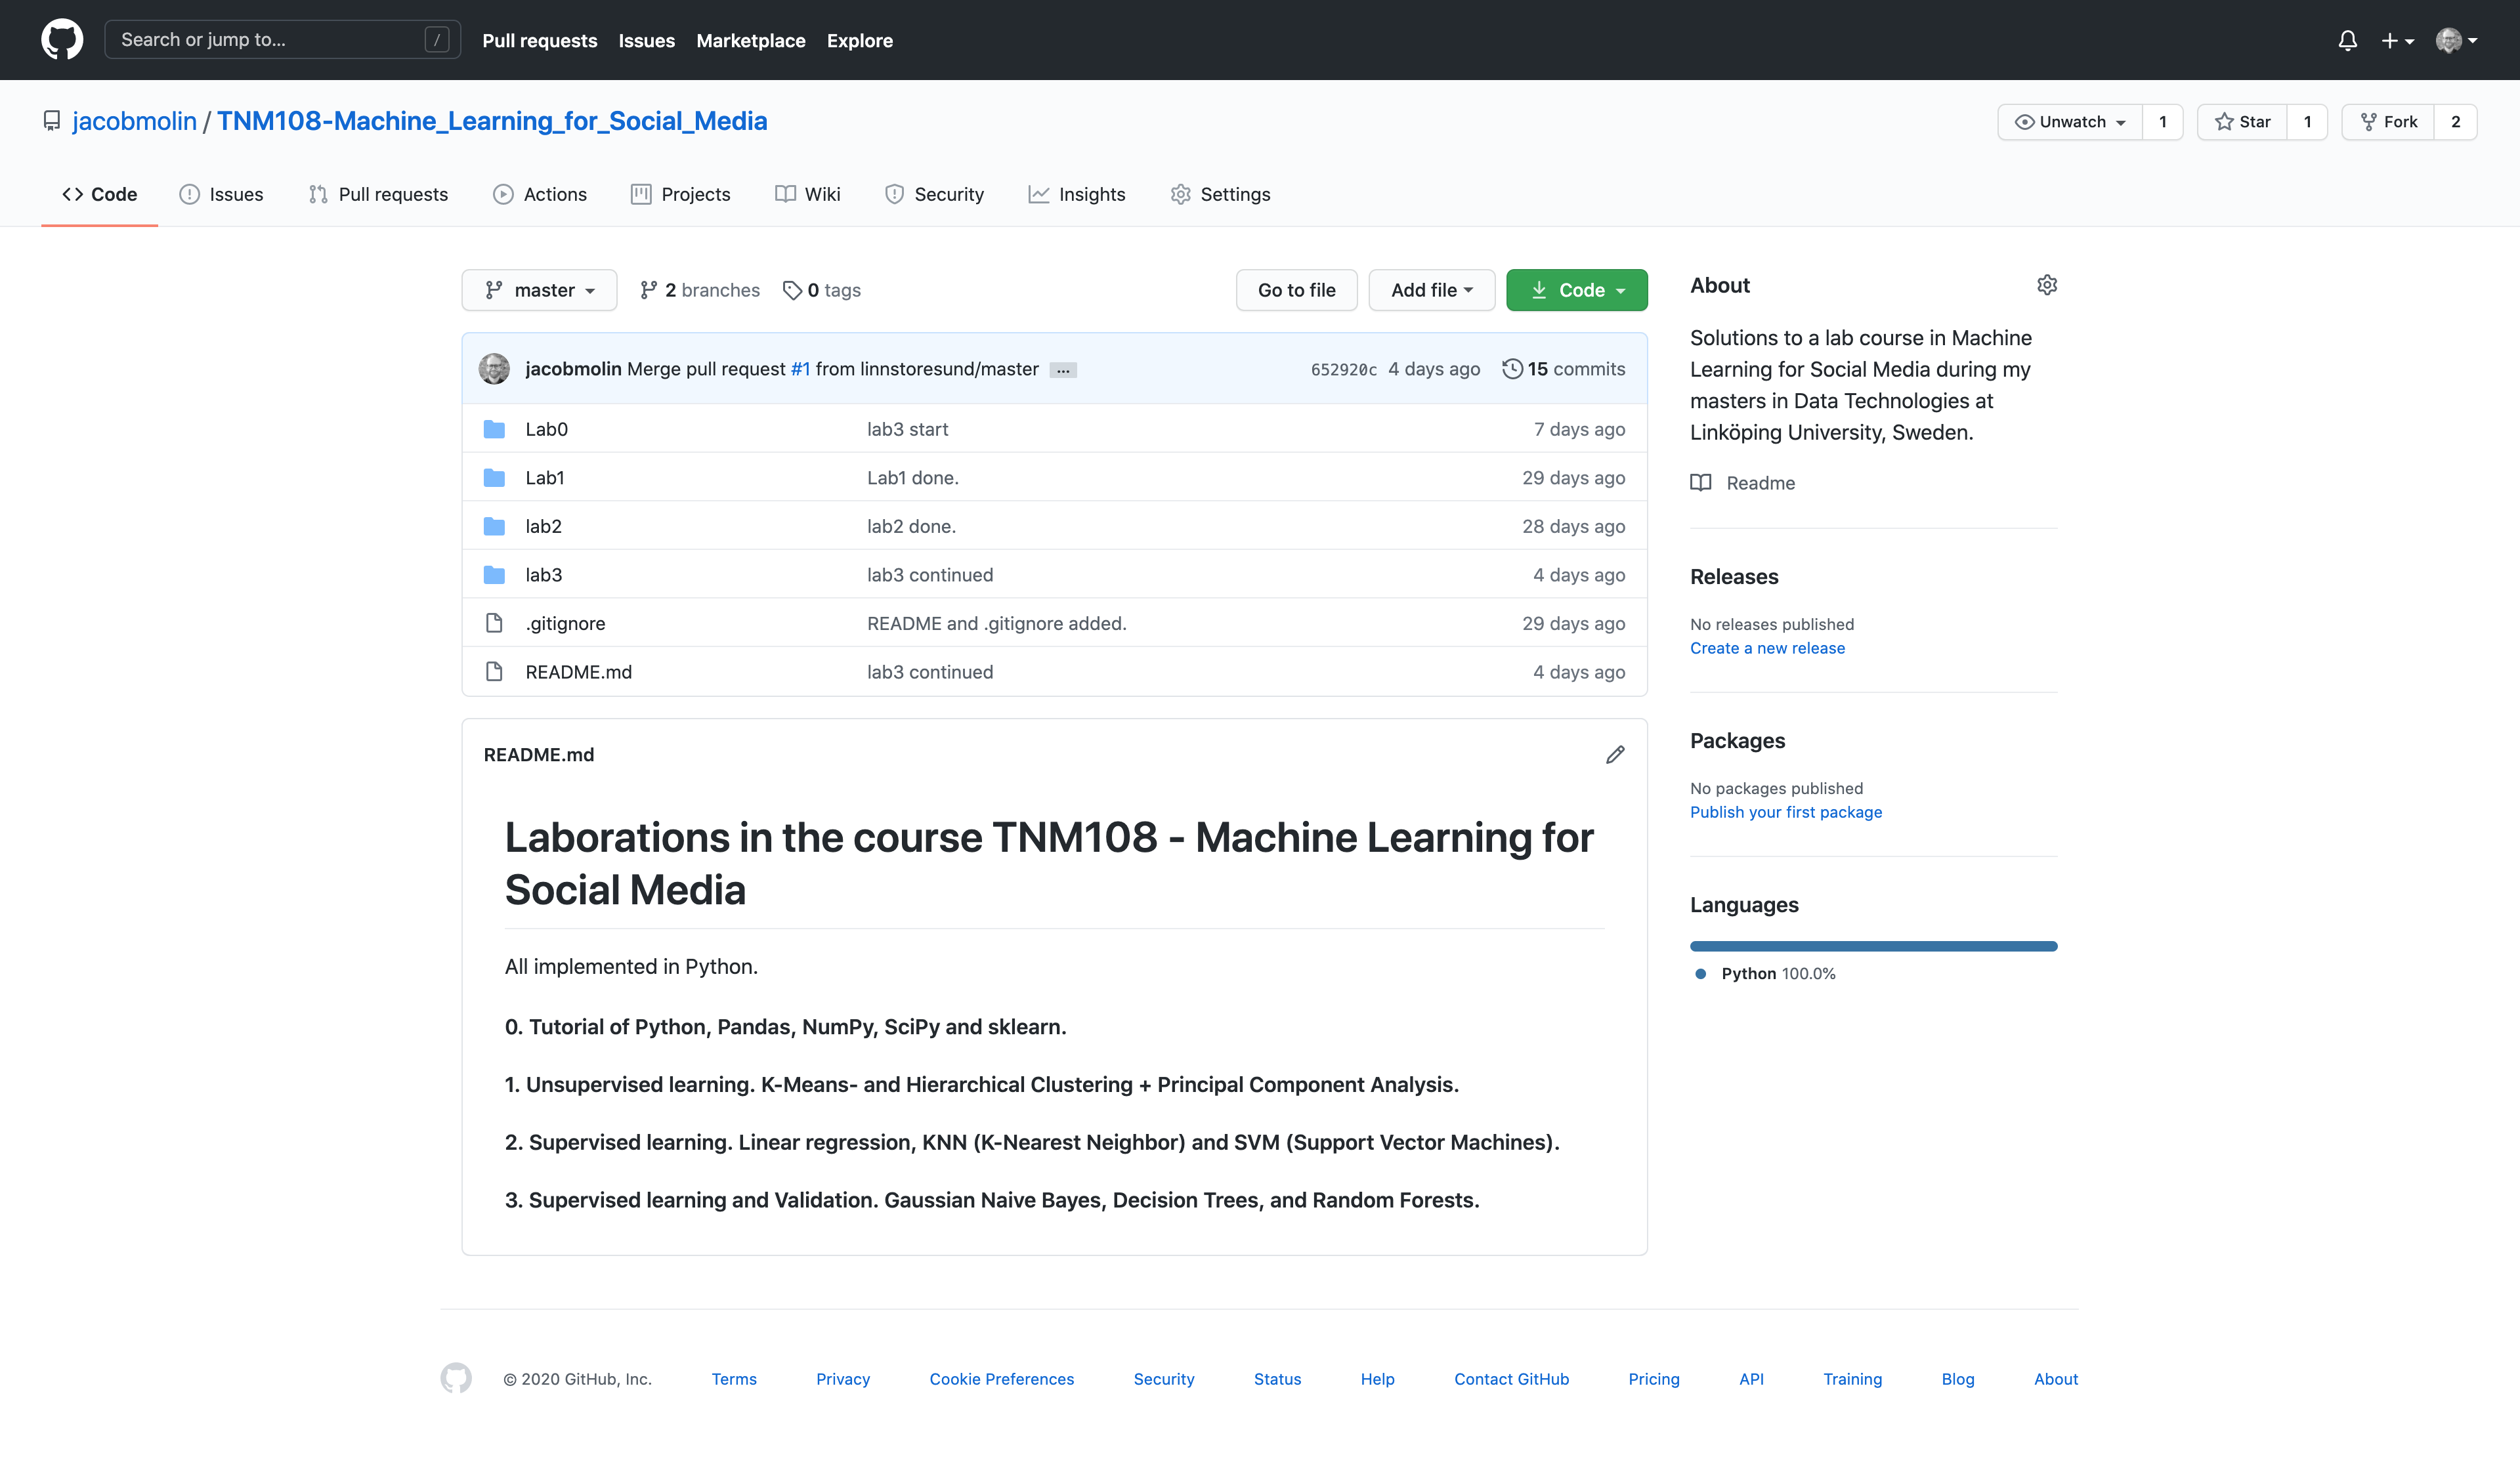 Search or jump to... /
Pull requests Issues Marketplace Explore
jacobmolin / TNM108-Machine_Learning_for_Social_Media
Unwatch 1 Star 1 Fork 2
Code Issues Pull requests Actions Projects Wiki Security Insights Settings
master 2 branches 0 tags Go to file Add file Code
jacobmolin Merge pull request #1 from linnstoresund/master ... 652920c 4 days ago 15 commits
Lab0 lab3 start 7 days ago
Lab1 Lab1 done. 29 days ago
lab2 lab2 done. 28 days ago
lab3 lab3 continued 4 days ago
.gitignore README and .gitignore added. 29 days ago
README.md lab3 continued 4 days ago
README.md
Laborations in the course TNM108 - Machine Learning for
Social Media
All implemented in Python.
0. Tutorial of Python, Pandas, NumPy, SciPy and sklearn.
1. Unsupervised learning. K-Means- and Hierarchical Clustering + Principal Component Analysis.
2. Supervised learning. Linear regression, KNN (K-Nearest Neighbor) and SVM (Support Vector Machines).
3. Supervised learning and Validation. Gaussian Naive Bayes, Decision Trees, and Random Forests.
About
Solutions to a lab course in Machine
Learning for Social Media during my
masters in Data Technologies at
Linköping University, Sweden.
Readme
Releases
No releases published
Create a new release
Packages
No packages published
Publish your first package
Languages
Python 100.0%
© 2020 GitHub, Inc. Terms Privacy Cookie Preferences Security Status Help Contact GitHub Pricing API Training Blog About